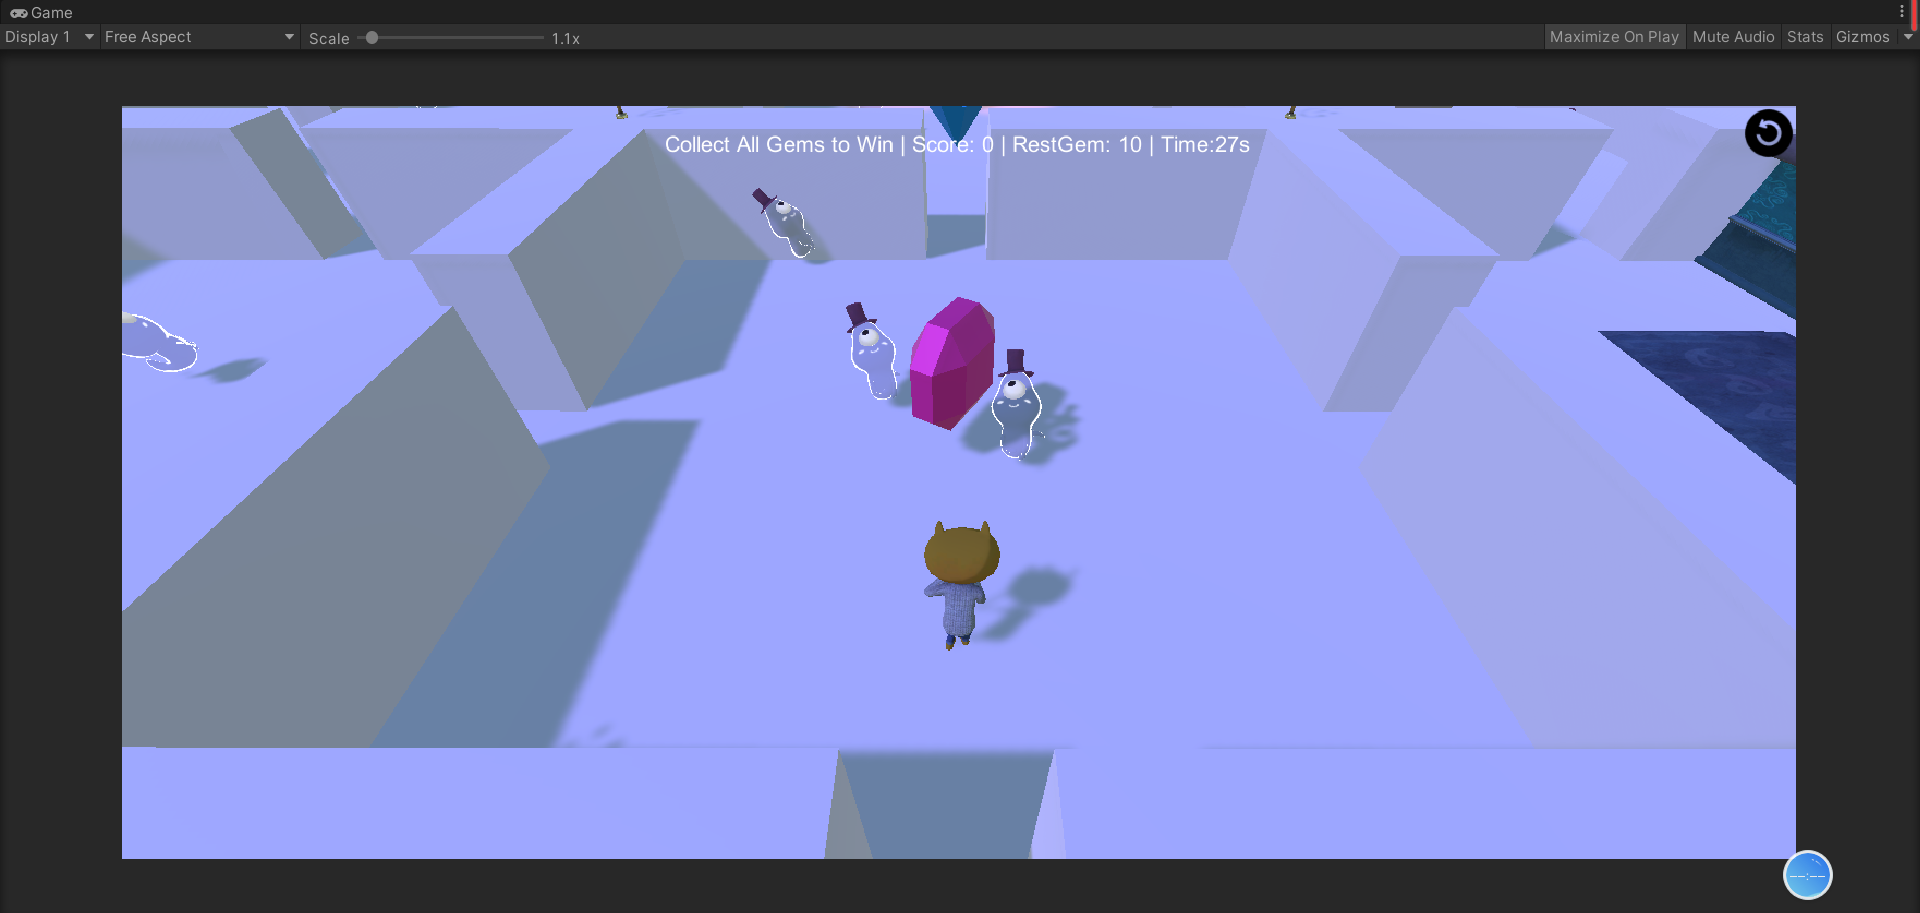 Game
Display 1 Free Aspect Scale 1.1x Maximize On Play Mute Audio Stats Gizmos
Collect All Gems to Win | Score: 0 | RestGem: 10 | Time:27s